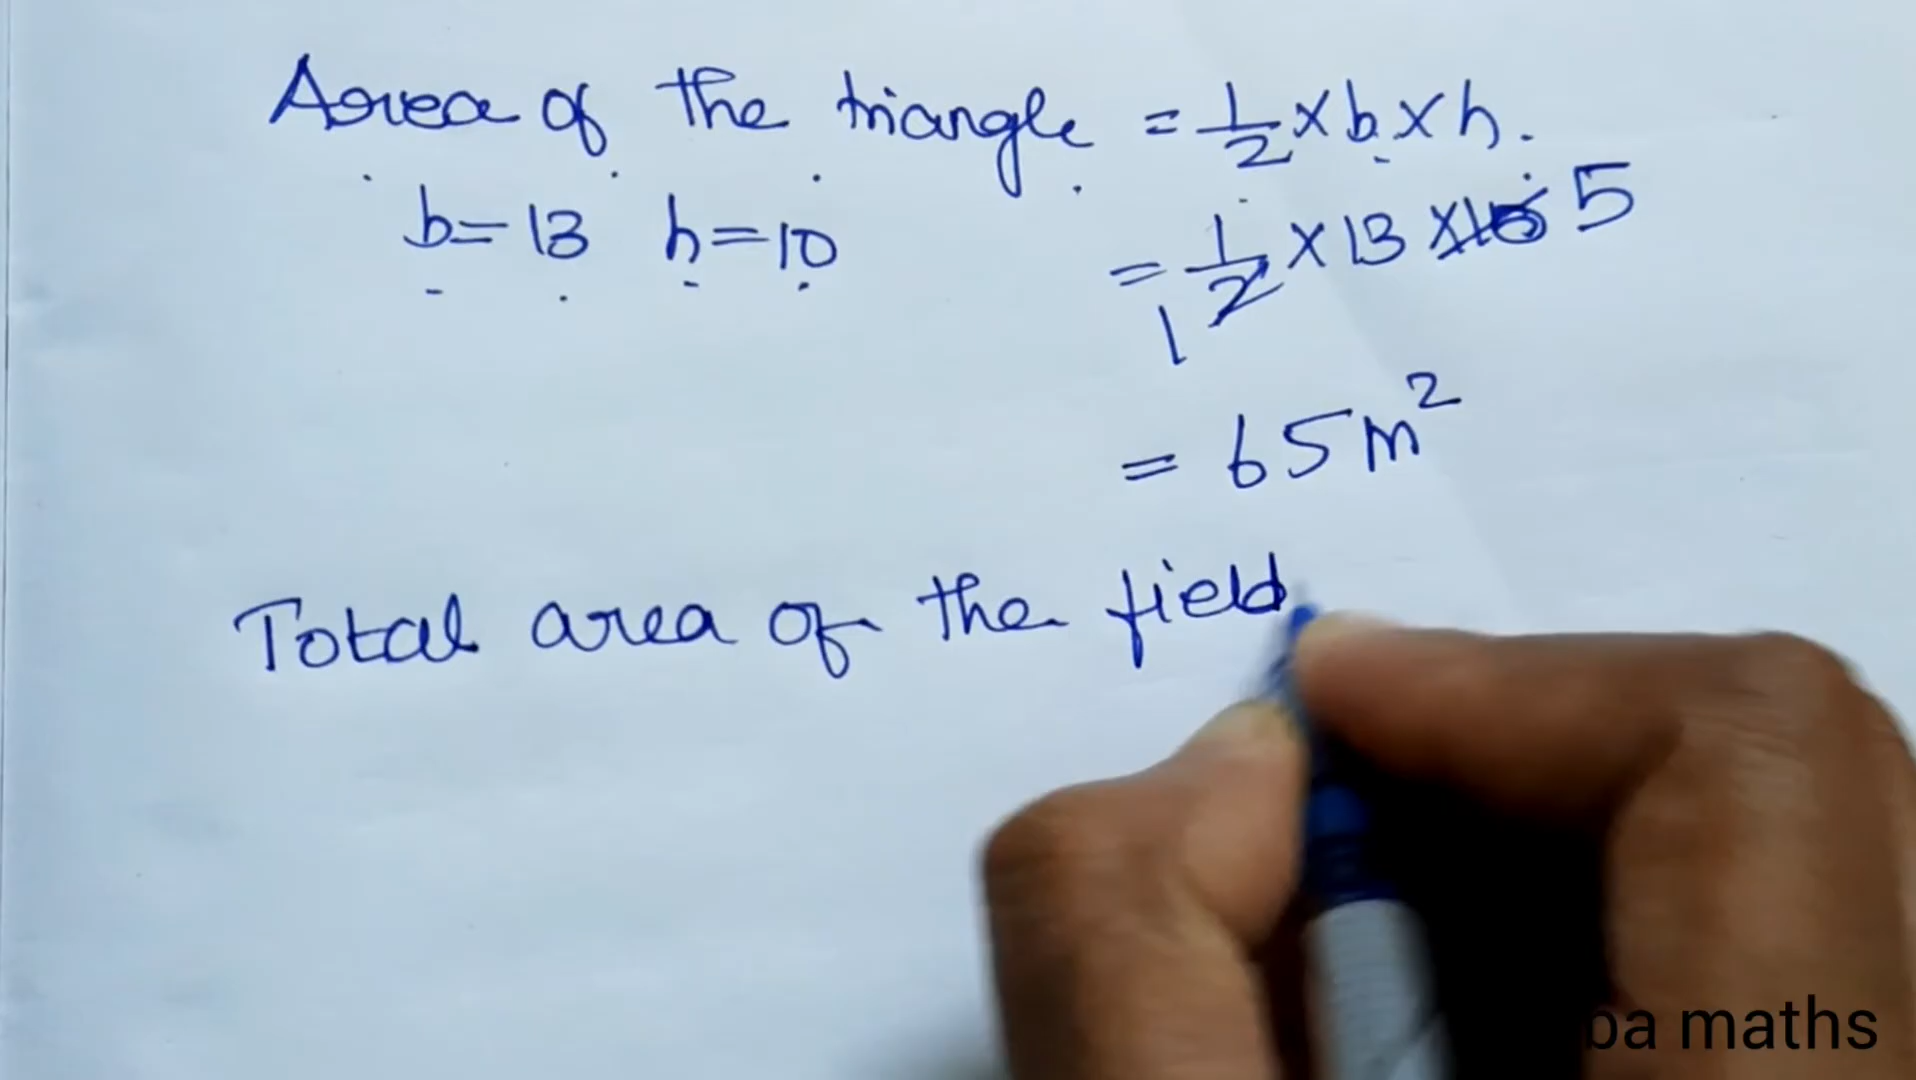 Area of the triangle = 1/2 × b × h.
b = 13 h = 10
= 1/2 × 13 × 10 5
1
= 65 m²
Total area of the field
ba maths